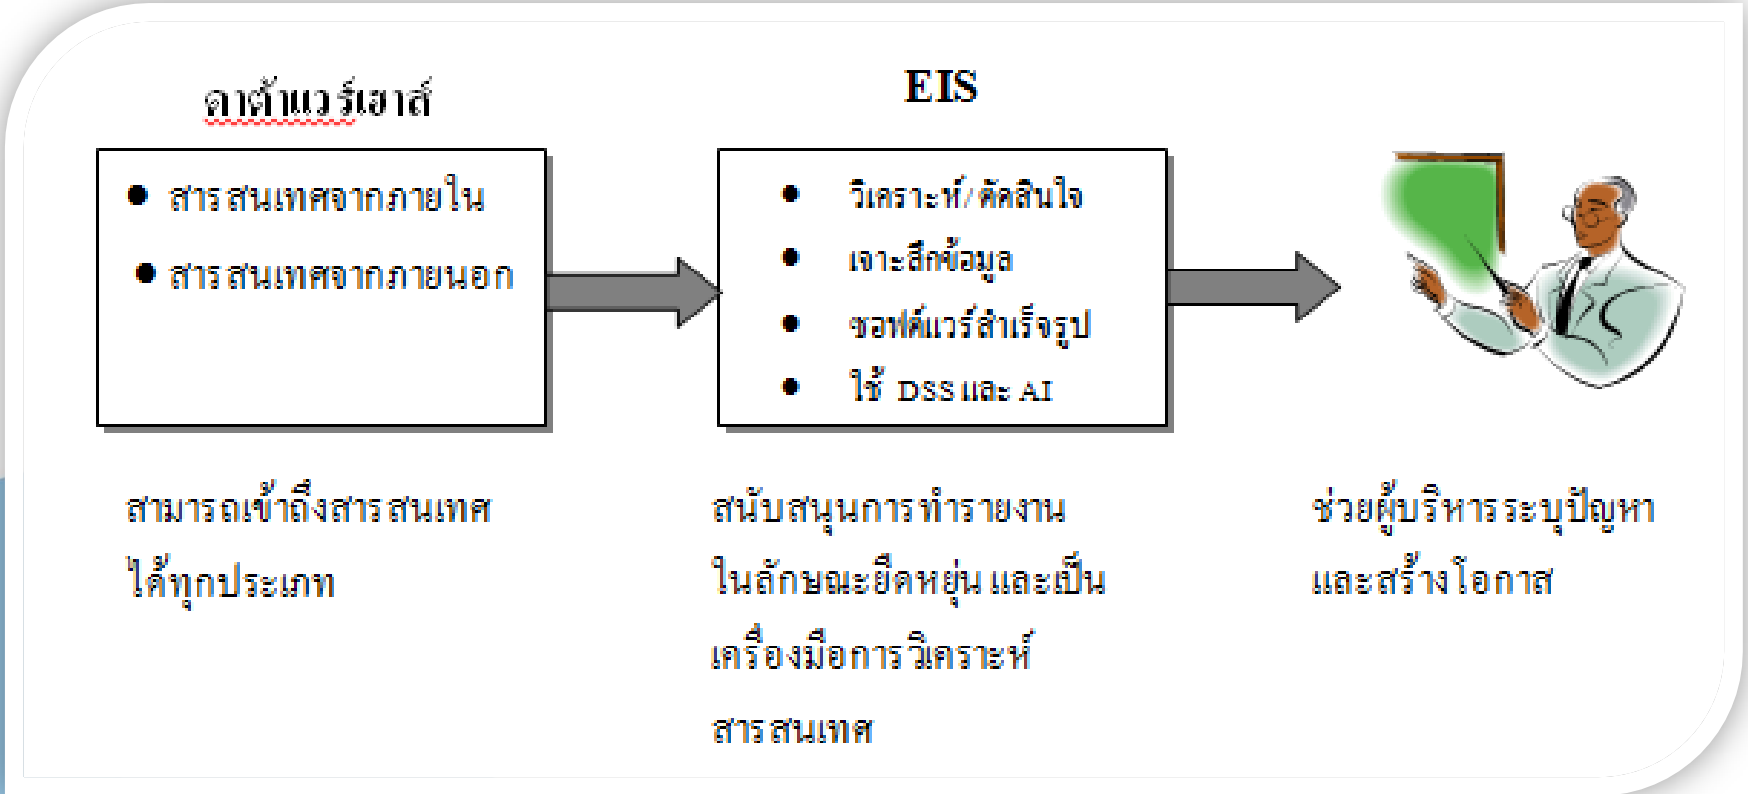 ดาต้าแวร์เฮาส์
สารสนเทศจากภายใน
สารสนเทศจากภายนอก
สามารถเข้าถึงสารสนเทศ
ได้ทุกประเภท
EIS
วิเคราะห์/ตัดสินใจ
เจาะลึกข้อมูล
ซอฟต์แวร์สำเร็จรูป
ใช้ DSS และ AI
สนับสนุนการทำรายงาน
ในลักษณะยืดหยุ่น และเป็น
เครื่องมือการวิเคราะห์
สารสนเทศ
ช่วยผู้บริหารระบุปัญหา
และสร้างโอกาส